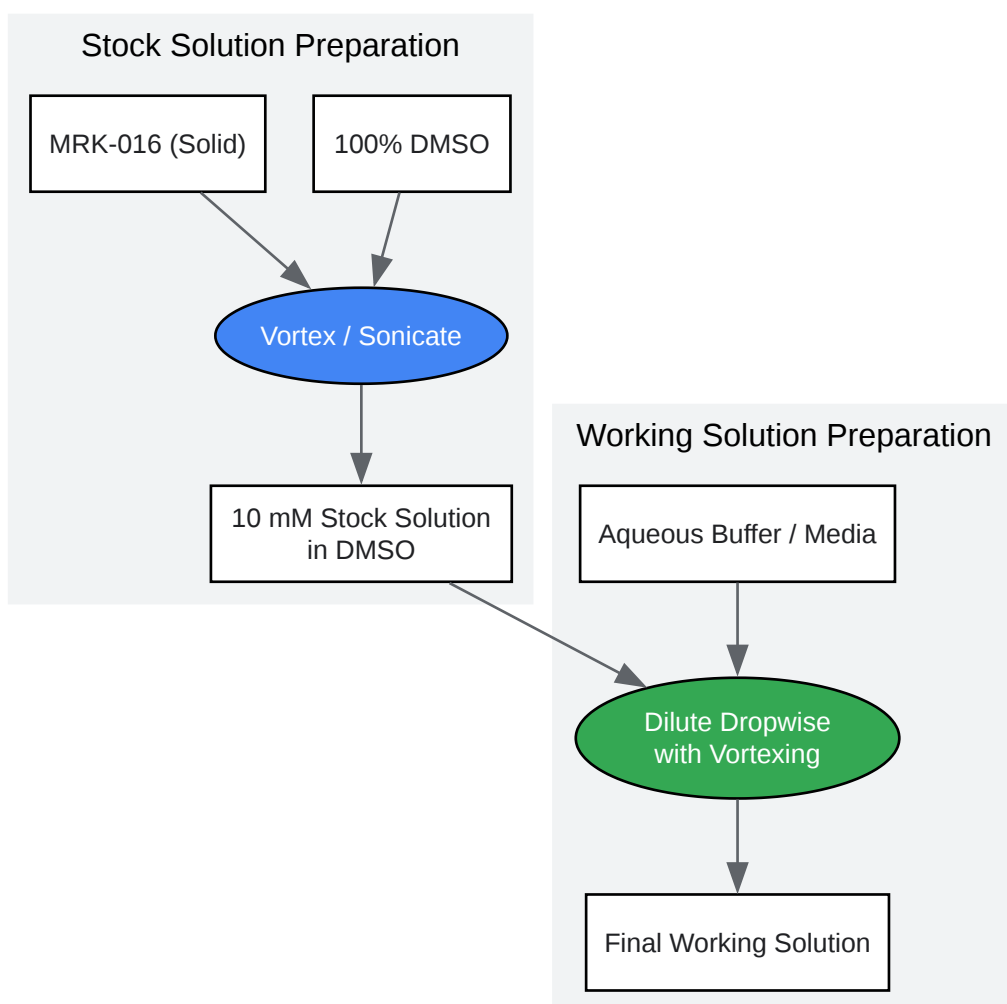 Stock Solution Preparation
MRK-016 (Solid)
100% DMSO
Vortex / Sonicate
10 mM Stock Solution
in DMSO
Working Solution Preparation
Aqueous Buffer / Media
Dilute Dropwise
with Vortexing
Final Working Solution